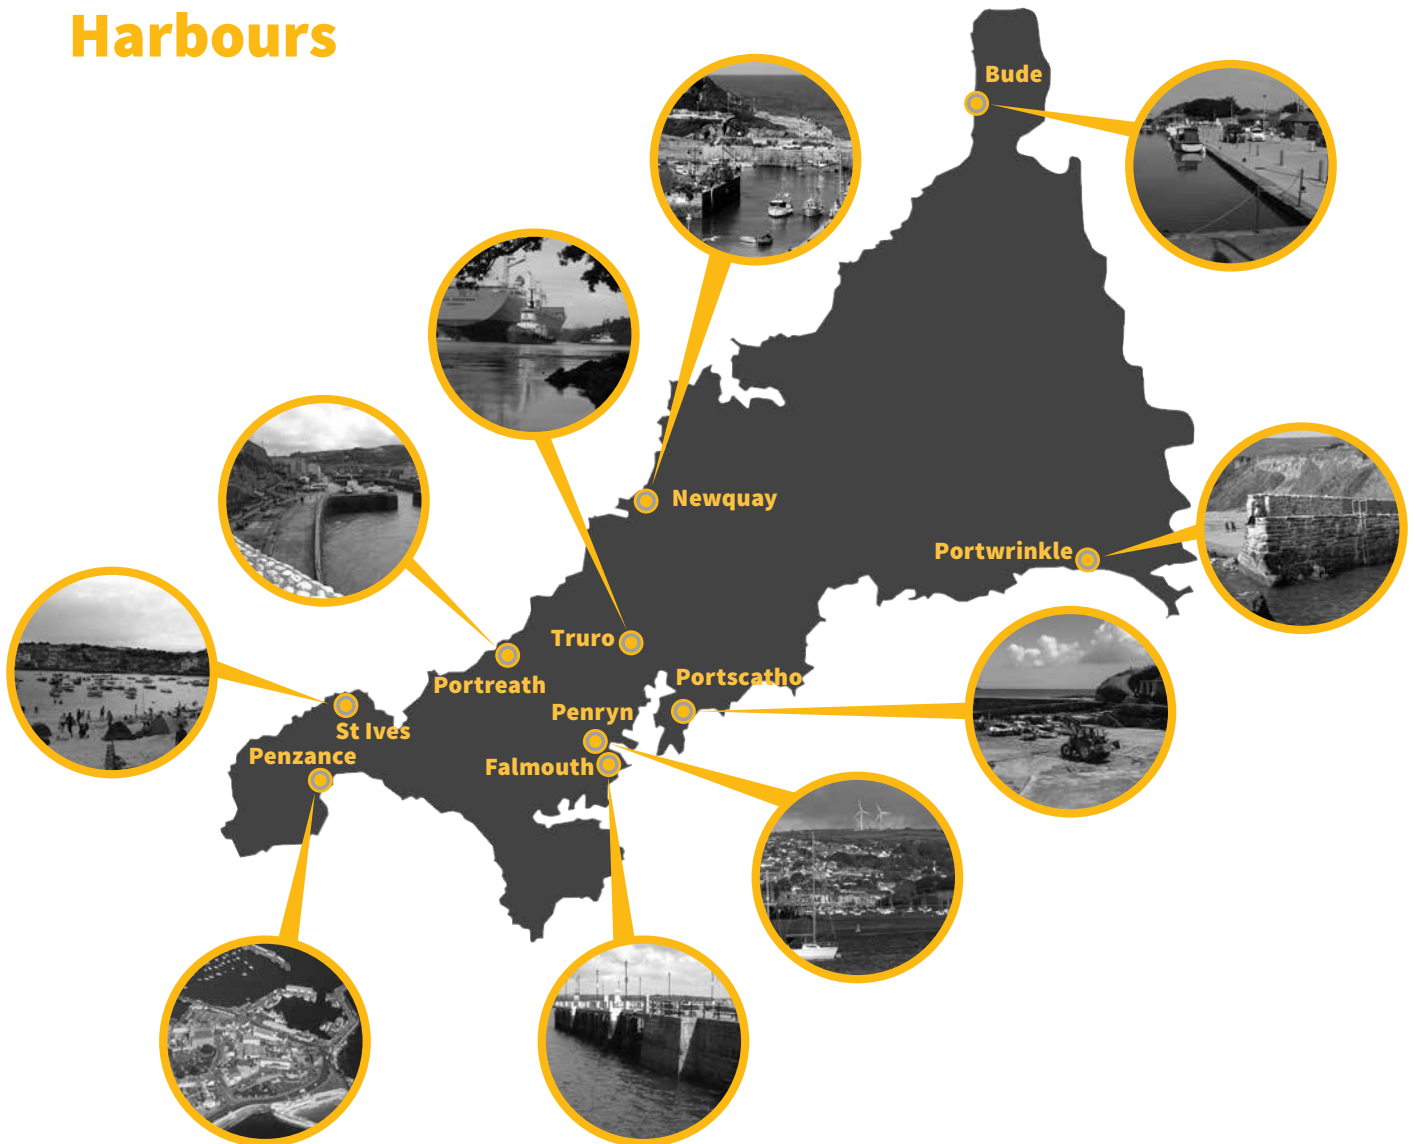 Harbours
Bude
Newquay
Portwrinkle
Truro
Portscatho
Portreath
Penryn
St Ives
Penzance
Falmouth